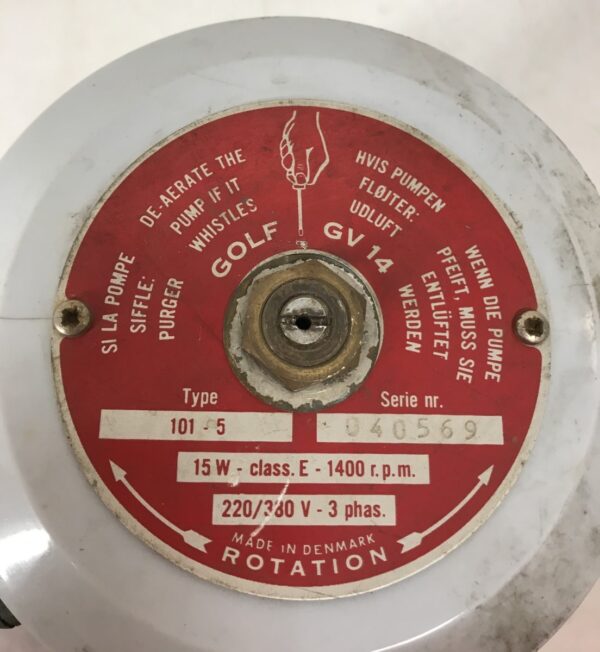 SI LA POMPE
SIFFLE:
PURGER
DE-AERATE THE
PUMP IF IT
WHISTLES
HVIS PUMPEN
FLØJTER:
UDLUFT
WENN DIE PUMPE
PFEIFT, MUSS SIE
ENTLÜFTET
WERDEN
GOLF GV 14
Type
101 - 5
Serie nr.
040569
15 W - class. E - 1400 r.p.m.
220/380 V - 3 phas.
MADE IN DENMARK
ROTATION